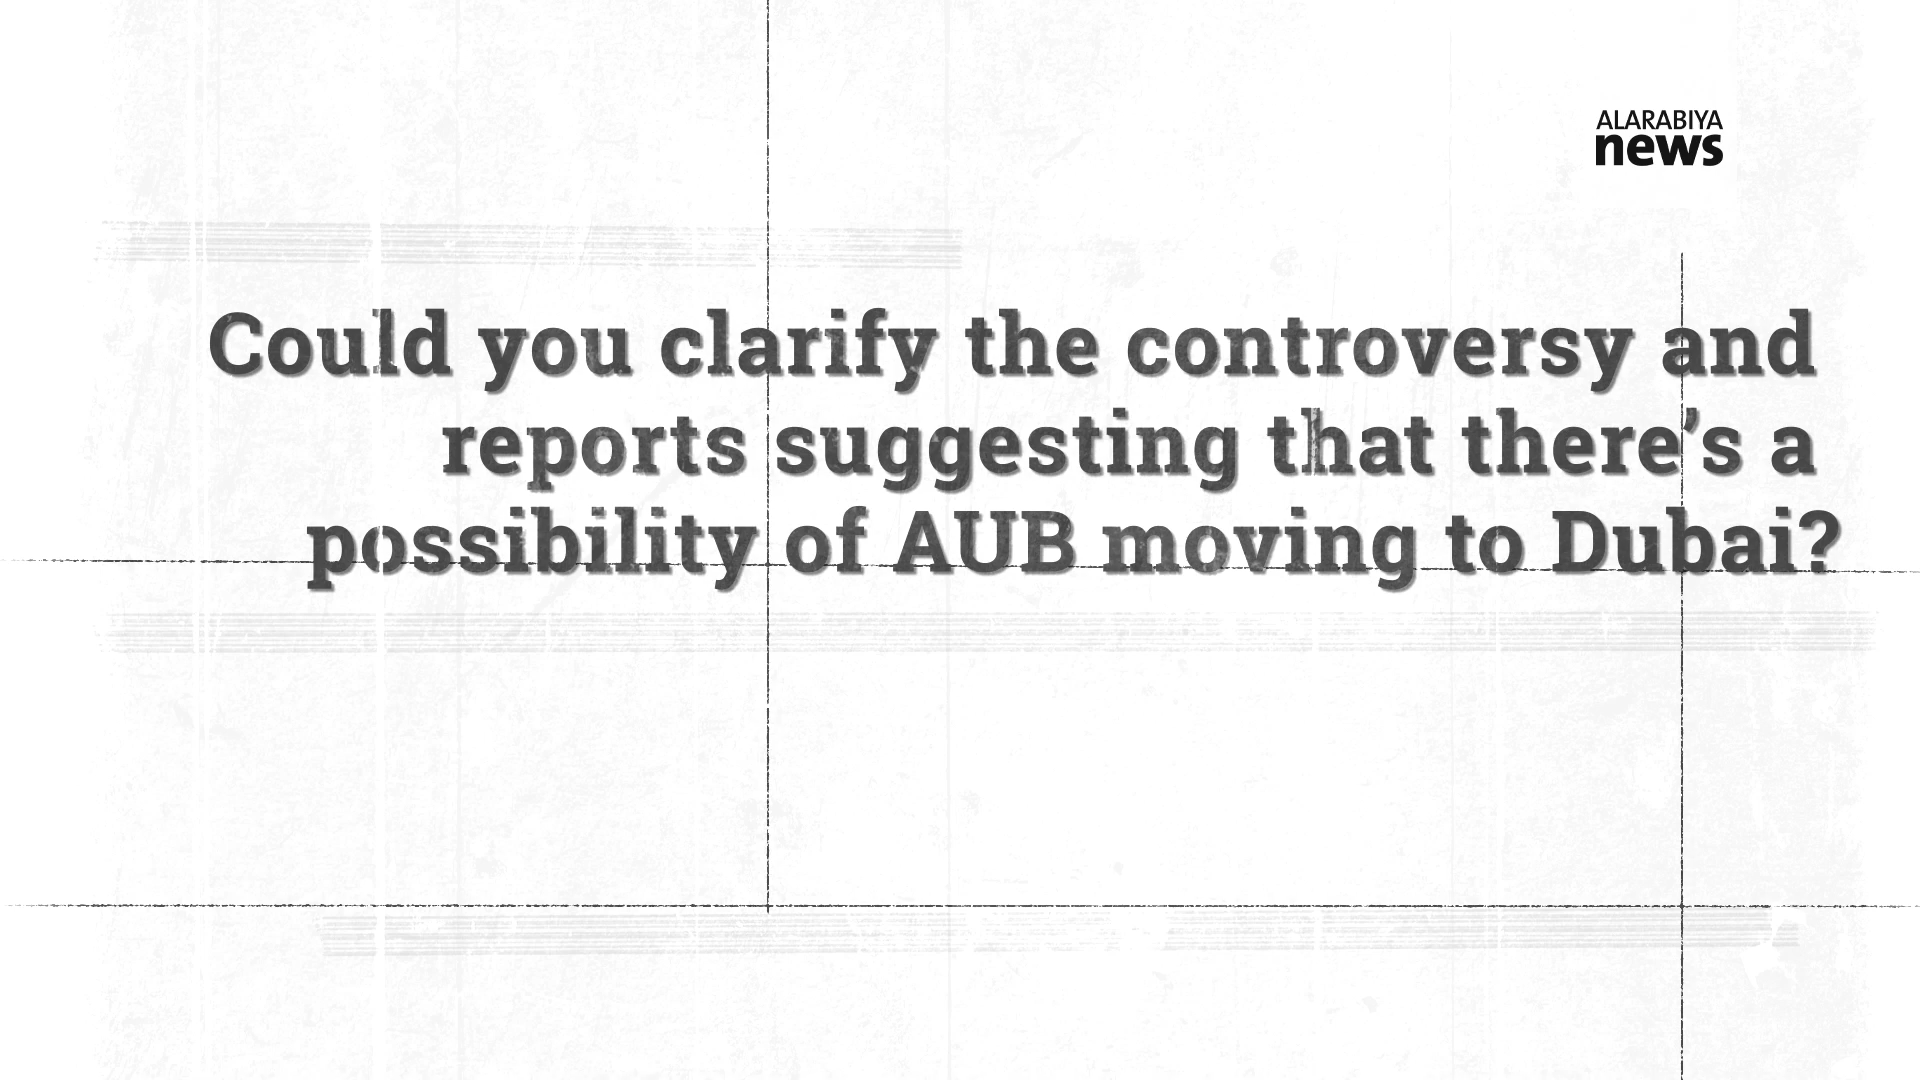 ALARABIYA
news
Could you clarify the controversy and
reports suggesting that there’s a
possibility of AUB moving to Dubai?